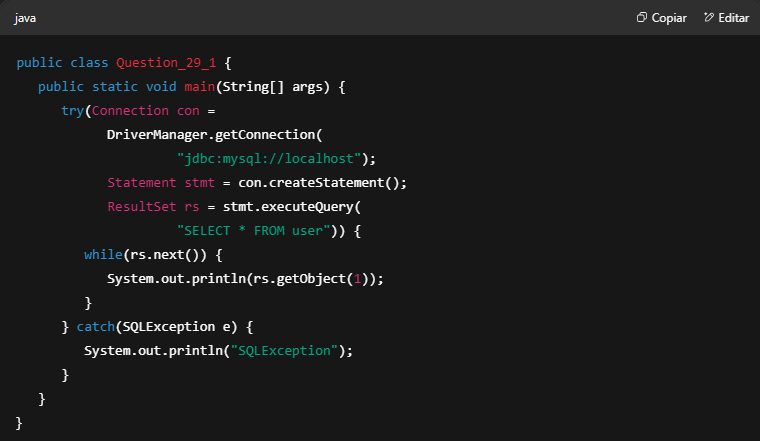 java
Copiar
Editar
public class Question_29_1 {
public static void main(String[] args) {
try(Connection con =
DriverManager.getConnection(
"jdbc:mysql://localhost");
Statement stmt = con.createStatement();
ResultSet rs = stmt.executeQuery(
"SELECT * FROM user")) {
while(rs.next()) {
System.out.println(rs.getObject(1));
}
} catch(SQLException e) {
System.out.println("SQLException");
}
}
}